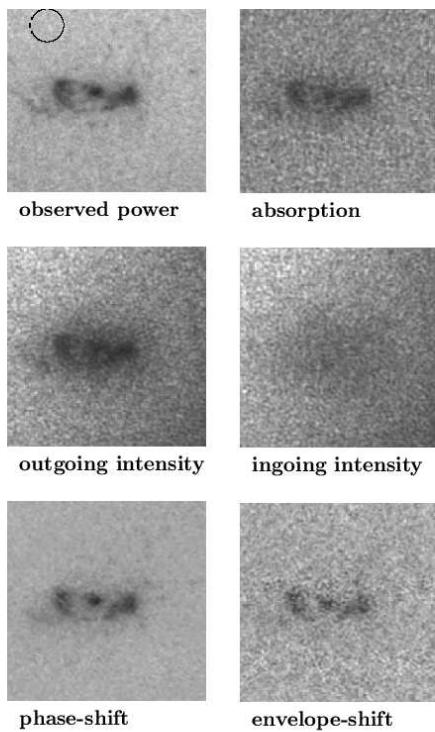 observed power
absorption
outgoing intensity
ingoing intensity
phase-shift
envelope-shift